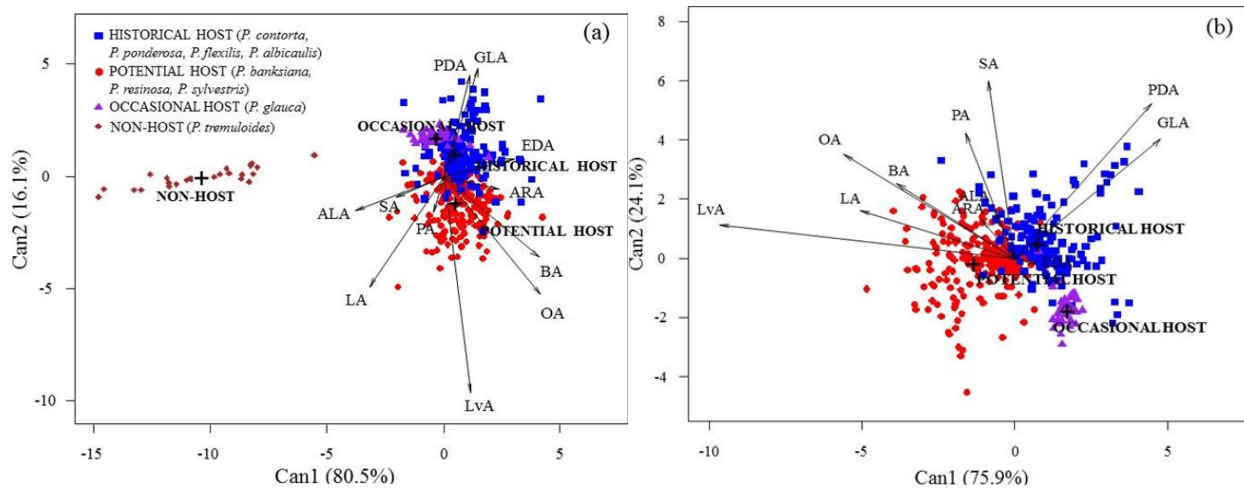 (a)
HISTORICAL HOST (P. contorta,
P. ponderosa, P. flexilis, P. albicaulis)
POTENTIAL HOST (P. banksiana,
P. resinosa, P. sylvestris)
OCCASIONAL HOST (P. glauca)
NON-HOST (P. tremuloides)
PDA
GLA
OCCASIONAL HOST
EDA
HISTORICAL HOST
NON-HOST
ARA
SA
ALA
PA
POTENTIAL HOST
BA
LA
OA
LvA
5
0
-5
-10
Can2 (16.1%)
-15
-10
-5
0
5
Can1 (80.5%)
(b)
SA
PDA
PA
GLA
OA
BA
LA
ALA
ARA
LvA
HISTORICAL HOST
POTENTIAL HOST
OCCASIONAL HOST
8
6
4
2
0
-2
-4
Can2 (24.1%)
-10
-5
0
5
Can1 (75.9%)